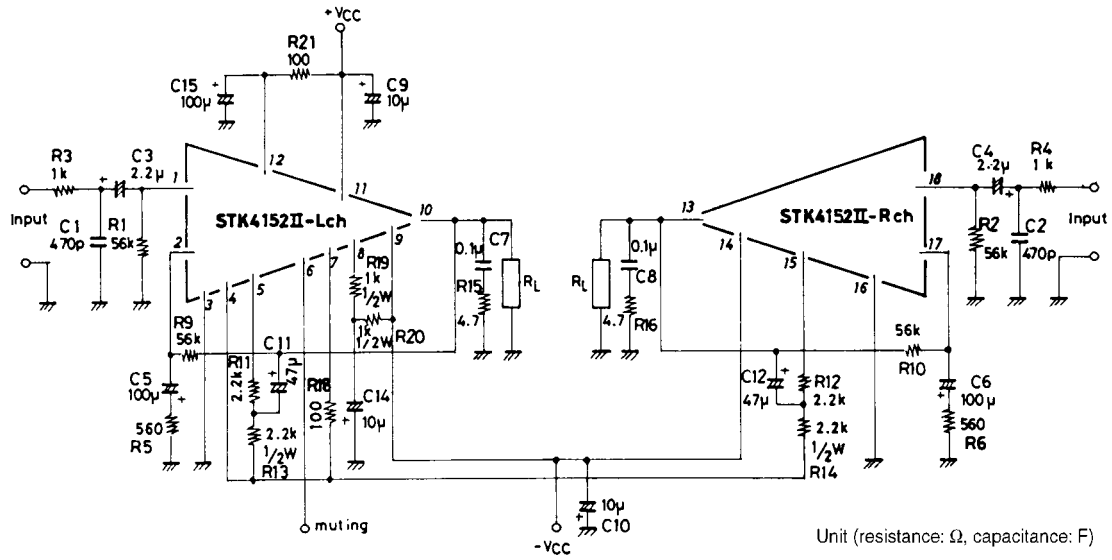 +VCC
R21
100
C15
100μ
C9
10μ
R3
1k
C3
2.2μ
1
12
11
10
STK4152II-Lch
Input
C1
470p
R1
56k
2
3
4
5
6
7
8
9
R19
1k
1/2W
0.1μ
C7
R15
4.7
RL
R9
56k
R20
1k
1/2W
C5
100μ
560
R5
R11
2.2k
C11
47μ
R18
100
C14
10μ
2.2k
1/2W
R13
muting
-VCC
10μ
C10
13
STK4152II-Rch
18
14
15
16
17
C4
2.2μ
R4
1k
R2
56k
C2
470p
Input
RL
0.1μ
C8
4.7
R16
56k
R10
C12
47μ
R12
2.2k
2.2k
1/2W
R14
C6
100μ
560
R6
Unit (resistance: Ω, capacitance: F)